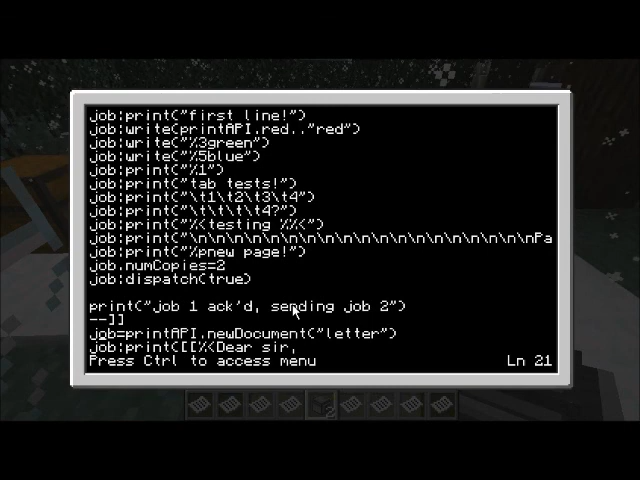 job:print("first line!")
job:write(printAPI.red.."red")
job:write("%3green")
job:write("%5blue")
job:print("%1")
job:print("tab tests!")
job:print("\t1\t2\t3\t4")
job:print("\t\t\t\t4?")
job:print("%<testing %%<")
job:print("\n\n\n\n\n\n\n\n\n\n\n\n\n\n\n\n\n\n\n\n\nPa
job:print("%pnew page!")
job.numCopies=2
job:dispatch(true)
print("job 1 ack'd, sending job 2")
--]]
job=printAPI.newDocument("letter")
job:print([[%<Dear sir,
Press Ctrl to access menu Ln 21
2